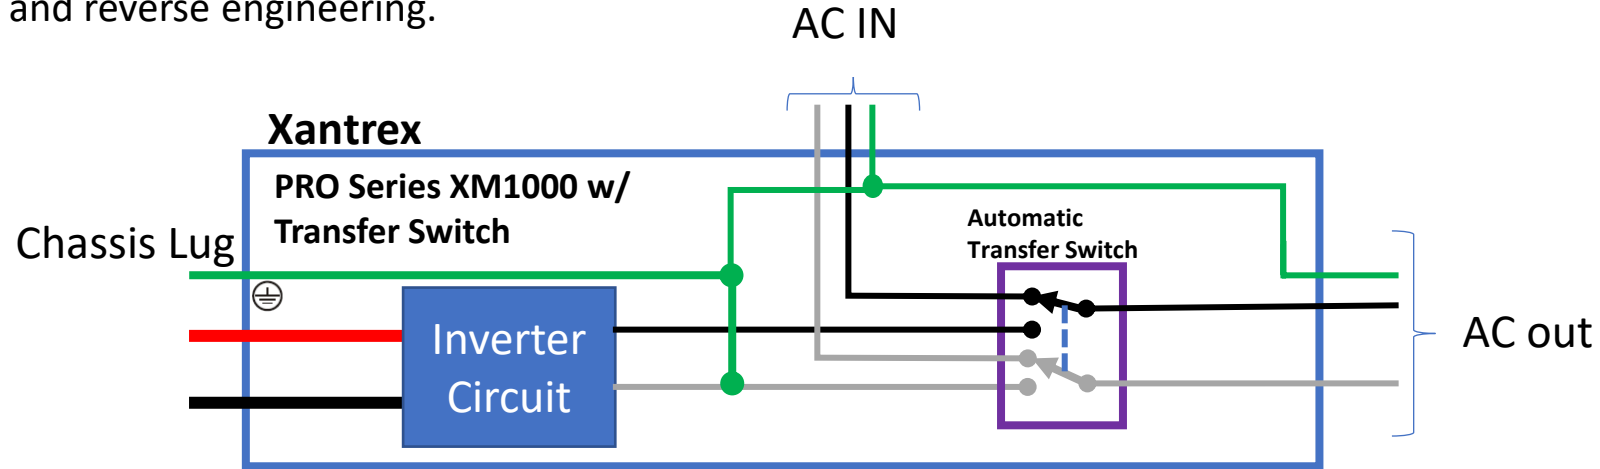 and reverse engineering.
AC IN
Xantrex
PRO Series XM1000 w/
Transfer Switch
Automatic
Transfer Switch
Chassis Lug
Inverter
Circuit
AC out